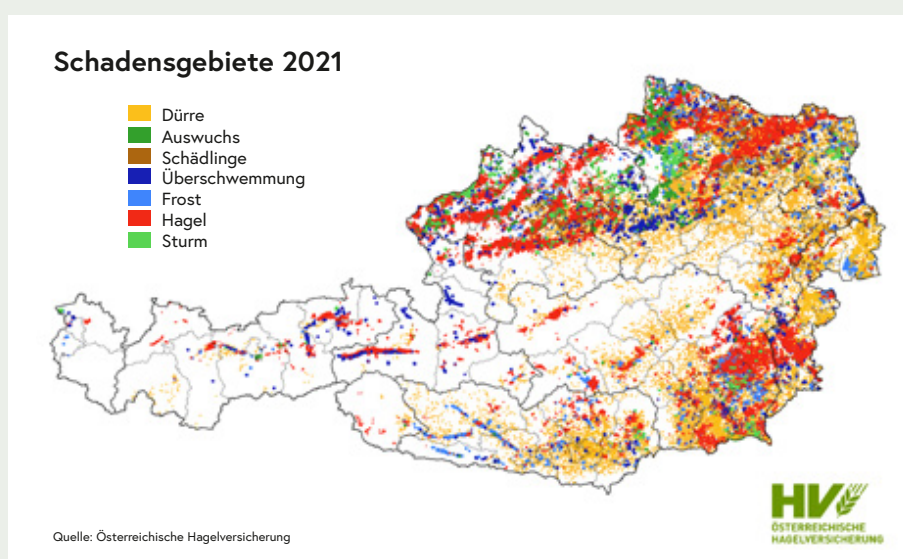 Schadensgebiete 2021
Dürre
Auswuchs
Schädlinge
Überschwemmung
Frost
Hagel
Sturm
Quelle: Österreichische Hagelversicherung
HV
ÖSTERREICHISCHE
HAGELVERSICHERUNG